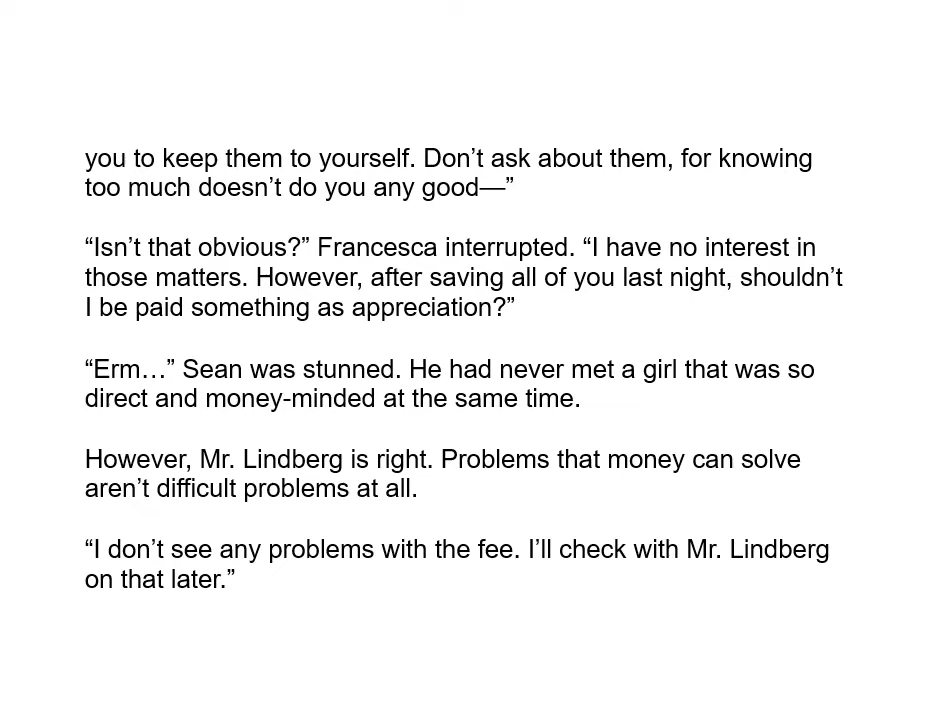 you to keep them to yourself. Don’t ask about them, for knowing
too much doesn’t do you any good—”
“Isn’t that obvious?” Francesca interrupted. “I have no interest in
those matters. However, after saving all of you last night, shouldn’t
I be paid something as appreciation?”
“Erm…” Sean was stunned. He had never met a girl that was so
direct and money-minded at the same time.
However, Mr. Lindberg is right. Problems that money can solve
aren’t difficult problems at all.
“I don’t see any problems with the fee. I’ll check with Mr. Lindberg
on that later.”